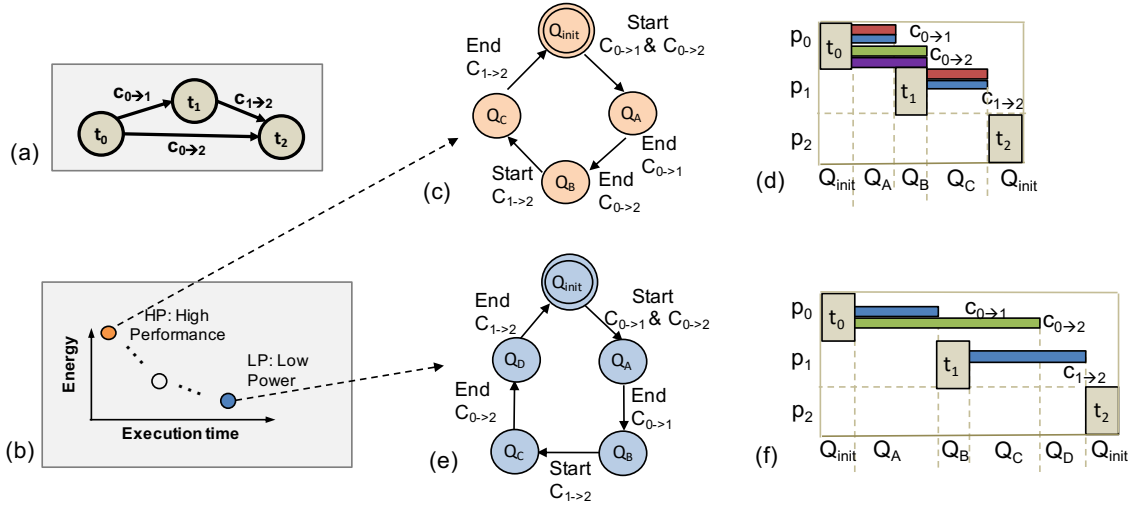 (a)
c0→1
t1
c1→2
t0
t2
c0→2
(b)
HP: High
Performance
LP: Low
Power
Energy
Execution time
(c)
Qinit
Start
C0->1 & C0->2
End
C1->2
QC
QA
End
C0->1
Start
C1->2
QB
End
C0->2
(d)
p0
t0
c0→1
c0→2
p1
t1
c1→2
p2
t2
Qinit QA QB QC Qinit
(e)
Qinit
End
C1->2
Start
C0->1 & C0->2
QD
QA
End
C0->2
End
C0->1
QC
QB
Start
C1->2
(f)
p0
t0
c0→1
c0→2
p1
t1
c1→2
p2
t2
Qinit QA QB QC QD Qinit